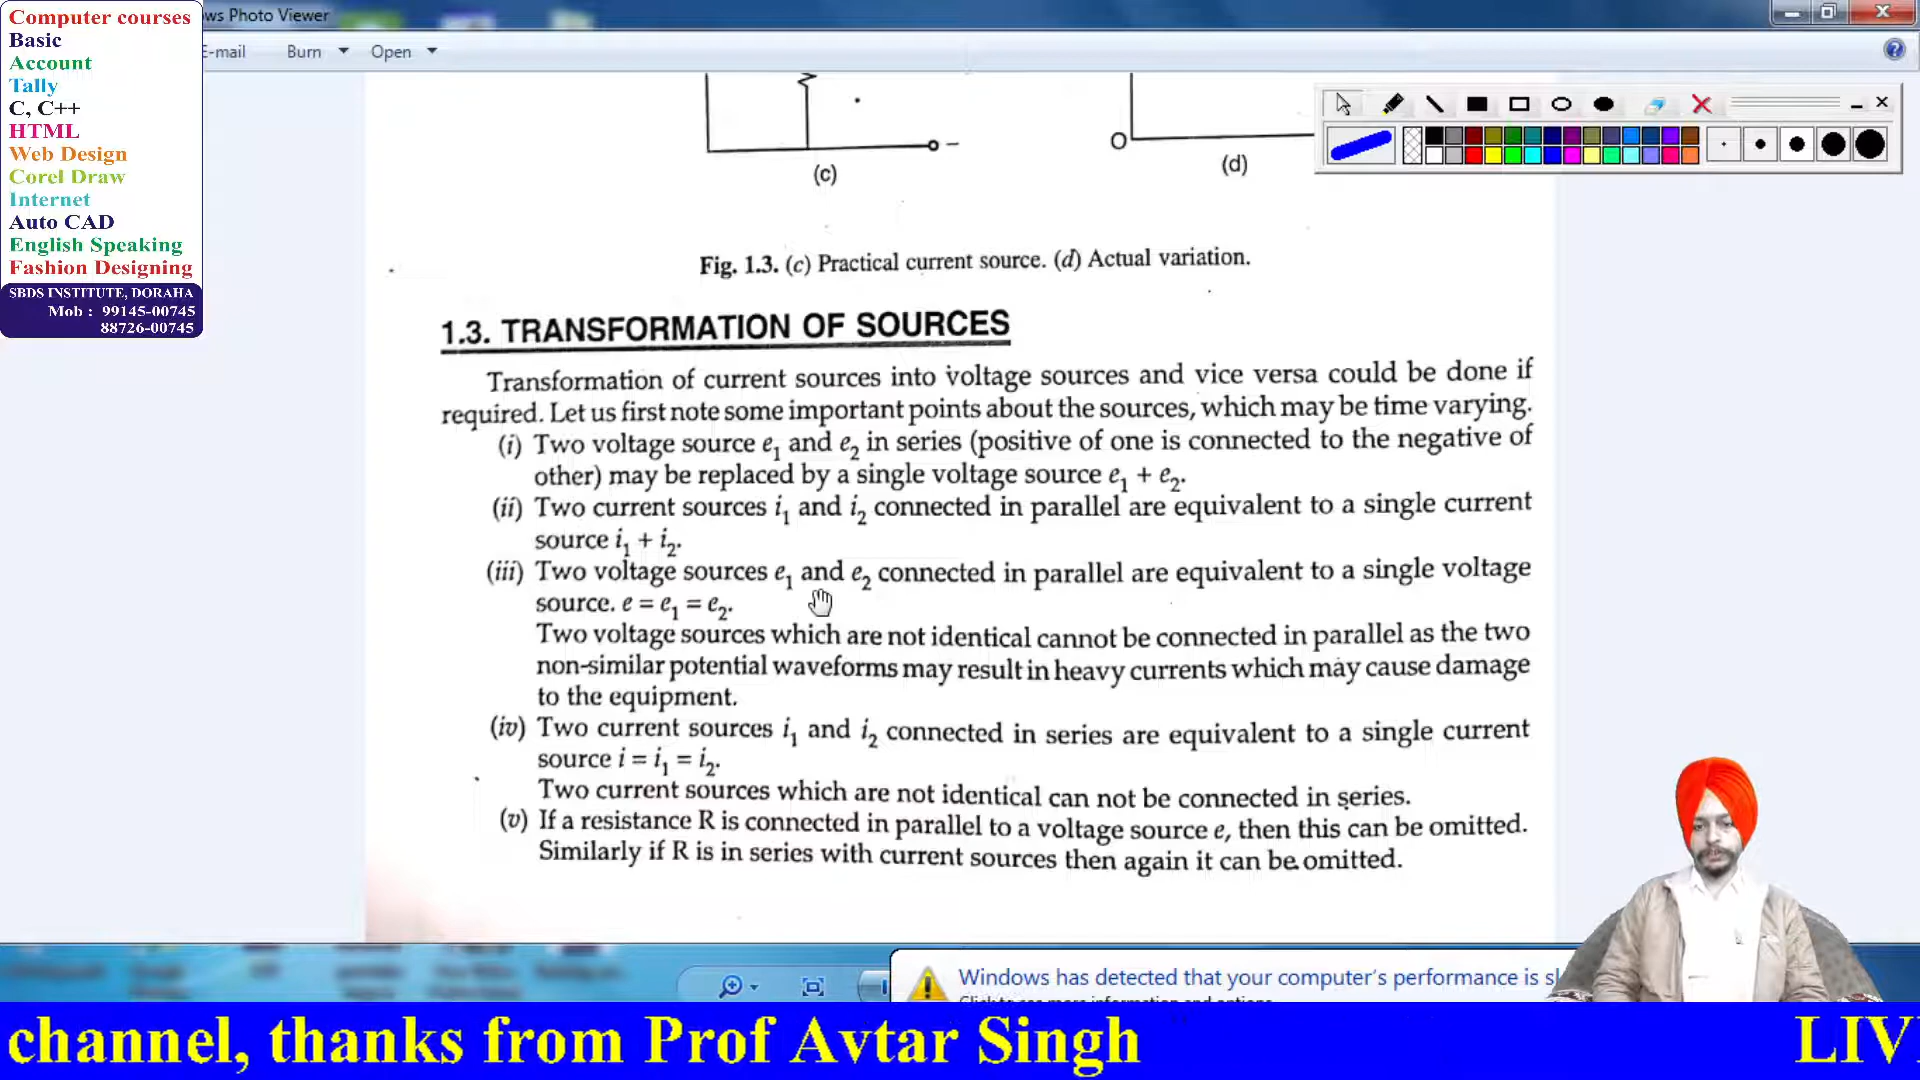 Computer courses
Basic
Account
Tally
C, C++
HTML
Web Design
Corel Draw
Internet
Auto CAD
English Speaking
Fashion Designing
SBDS INSTITUTE, DORAHA
Mob : 99145-00745
88726-00745
Photo Viewer
E-mail Burn Open
(c)
O
(d)
Fig. 1.3. (c) Practical current source. (d) Actual variation.
1.3. TRANSFORMATION OF SOURCES
Transformation of current sources into voltage sources and vice versa could be done if
required. Let us first note some important points about the sources, which may be time varying.
(i) Two voltage source e₁ and e₂ in series (positive of one is connected to the negative of
other) may be replaced by a single voltage source e₁ + e₂.
(ii) Two current sources i₁ and i₂ connected in parallel are equivalent to a single current
source i₁ + i₂.
(iii) Two voltage sources e₁ and e₂ connected in parallel are equivalent to a single voltage
source. e = e₁ = e₂.
Two voltage sources which are not identical cannot be connected in parallel as the two
non-similar potential waveforms may result in heavy currents which may cause damage
to the equipment.
(iv) Two current sources i₁ and i₂ connected in series are equivalent to a single current
source i = i₁ = i₂.
Two current sources which are not identical can not be connected in series.
(v) If a resistance R is connected in parallel to a voltage source e, then this can be omitted.
Similarly if R is in series with current sources then again it can be omitted.
Windows has detected that your computer's performance is
channel, thanks from Prof Avtar Singh LIV